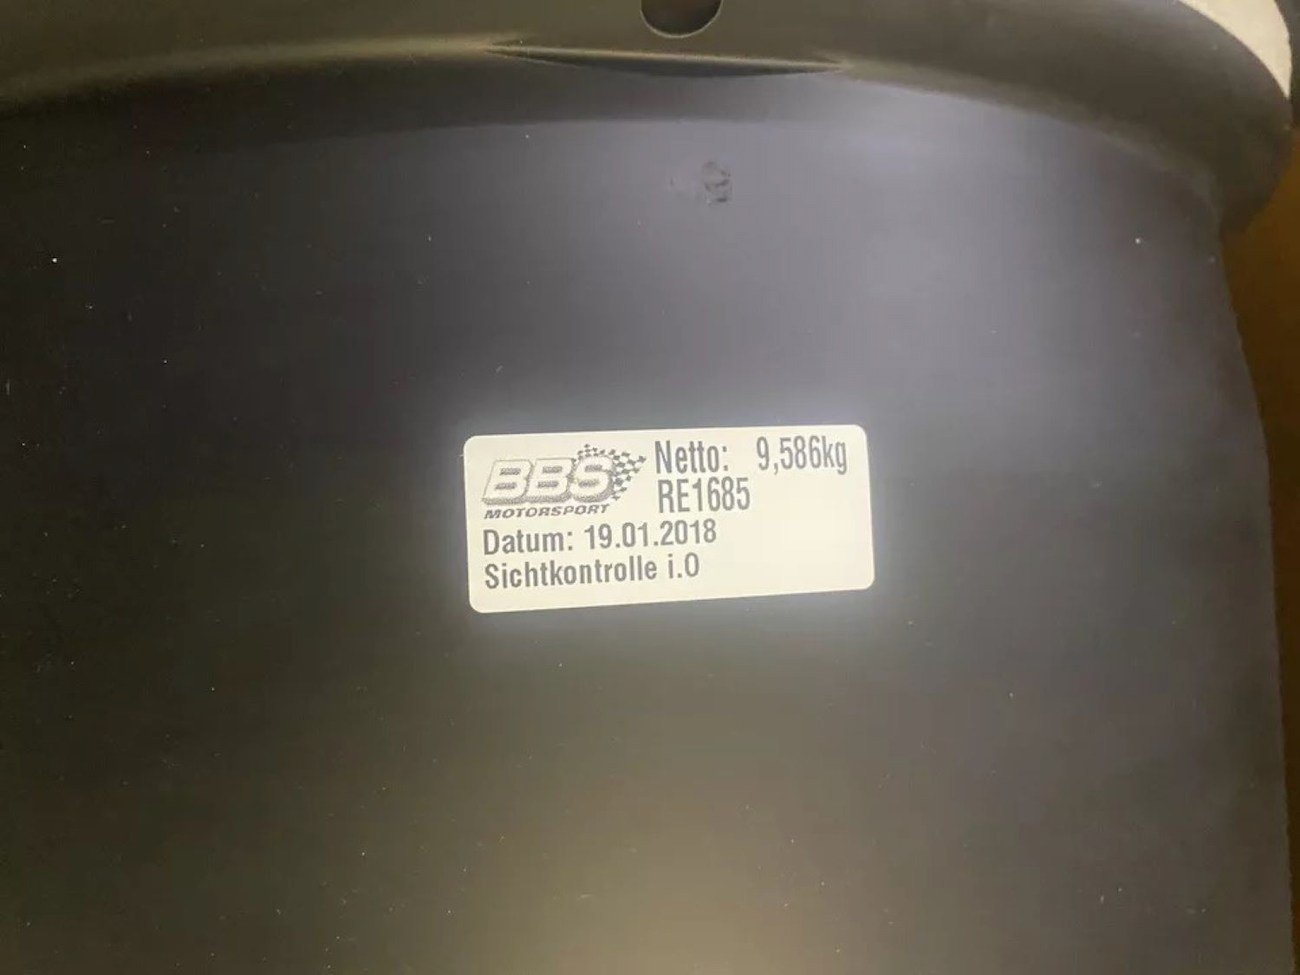 BBS Netto: 9,586kg
MOTORSPORT RE1685
Datum: 19.01.2018
Sichtkontrolle i.O